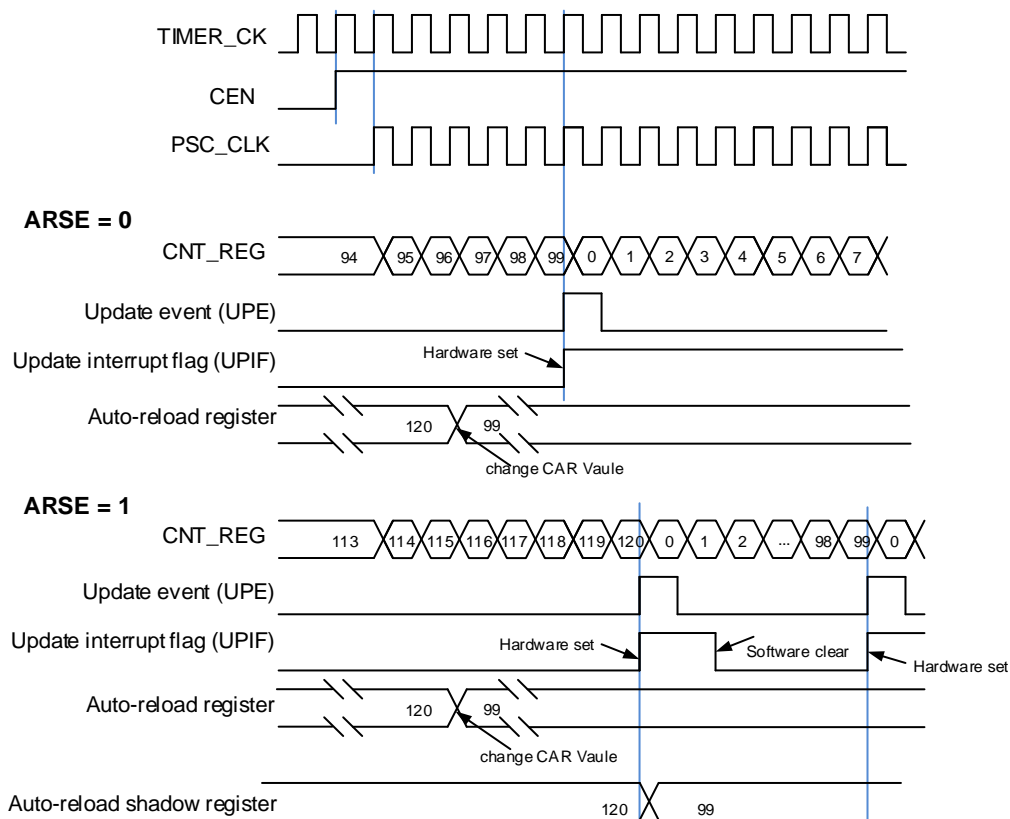 TIMER_CK
CEN
PSC_CLK
ARSE = 0
CNT_REG 94 95 96 97 98 99 0 1 2 3 4 5 6 7
Update event (UPE)
Update interrupt flag (UPIF) Hardware set
Auto-reload register 120 99
change CAR Vaule
ARSE = 1
CNT_REG 113 114 115 116 117 118 119 120 0 1 2 ... 98 99 0
Update event (UPE)
Update interrupt flag (UPIF) Hardware set Software clear Hardware set
Auto-reload register 120 99
change CAR Vaule
Auto-reload shadow register 120 99